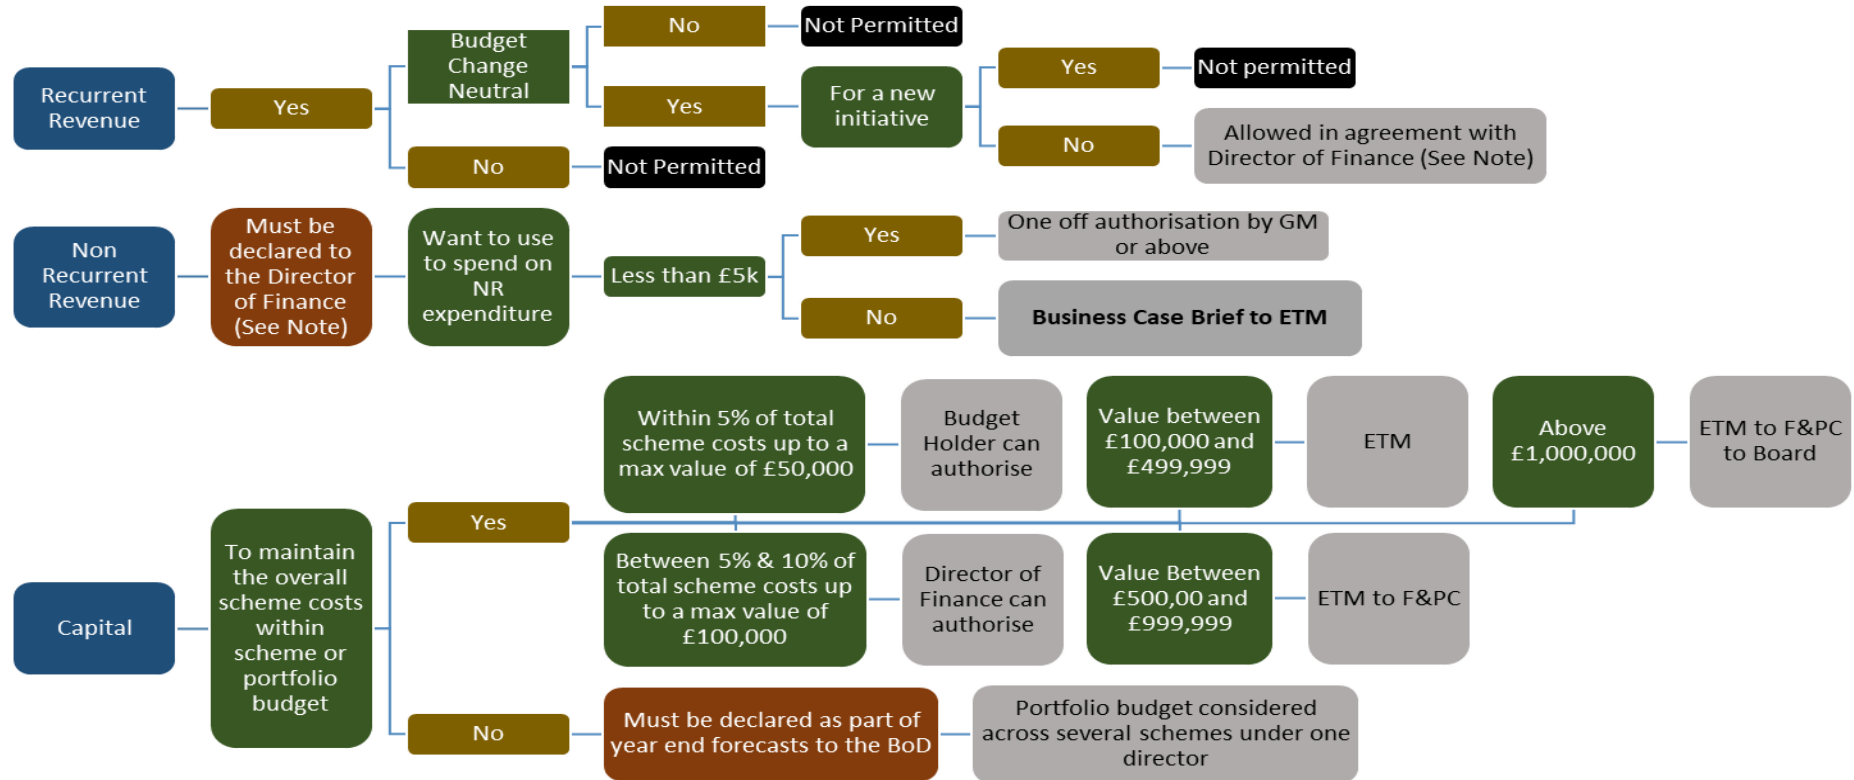 Recurrent
Revenue
Yes
Budget
Change
Neutral
No
Not Permitted
Yes
For a new
initiative
Yes
Not permitted
No
Allowed in agreement with
Director of Finance (See Note)
No
Not Permitted
Non
Recurrent
Revenue
Must be
declared to
the Director
of Finance
(See Note)
Want to use
to spend on
NR
expenditure
Less than £5k
Yes
One off authorisation by GM
or above
No
Business Case Brief to ETM
Capital
To maintain
the overall
scheme costs
within
scheme or
portfolio
budget
Yes
Within 5% of total
scheme costs up to a
max value of £50,000
Budget
Holder can
authorise
Value between
£100,000 and
£499,999
ETM
Above
£1,000,000
ETM to F&PC
to Board
Between 5% & 10% of
total scheme costs up
to a max value of
£100,000
Director of
Finance can
authorise
Value Between
£500,00 and
£999,999
ETM to F&PC
No
Must be declared as part of
year end forecasts to the BoD
Portfolio budget considered
across several schemes under one
director